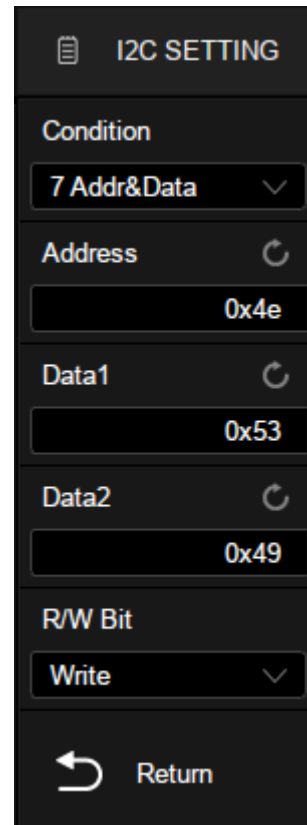 I2C SETTING
Condition
7 Addr&Data
Address
0x4e
Data1
0x53
Data2
0x49
R/W Bit
Write
Return